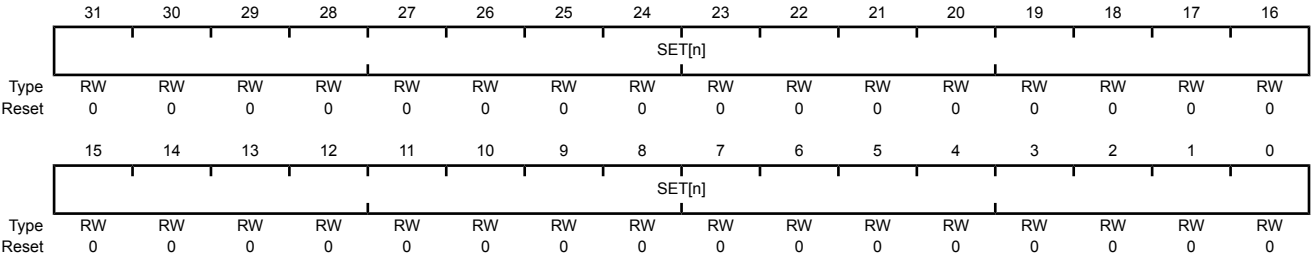 31 30 29 28 27 26 25 24 23 22 21 20 19 18 17 16
SET[n]
Type RW RW RW RW RW RW RW RW RW RW RW RW RW RW RW RW
Reset 0 0 0 0 0 0 0 0 0 0 0 0 0 0 0 0
15 14 13 12 11 10 9 8 7 6 5 4 3 2 1 0
SET[n]
Type RW RW RW RW RW RW RW RW RW RW RW RW RW RW RW RW
Reset 0 0 0 0 0 0 0 0 0 0 0 0 0 0 0 0